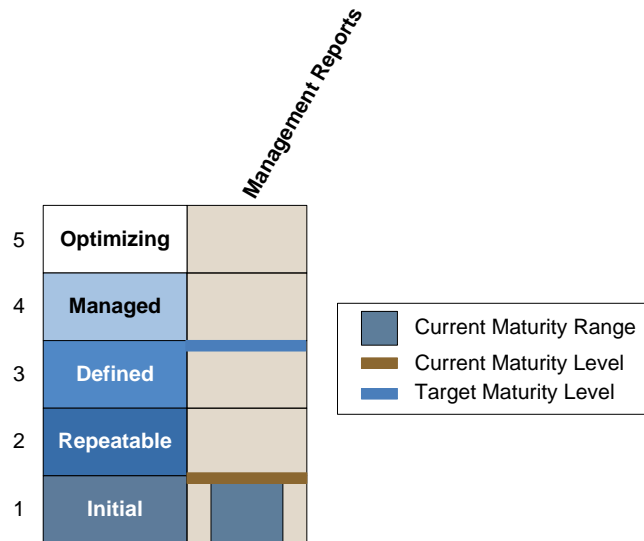 Management Reports
5 Optimizing
4 Managed
3 Defined
2 Repeatable
1 Initial
Current Maturity Range
Current Maturity Level
Target Maturity Level